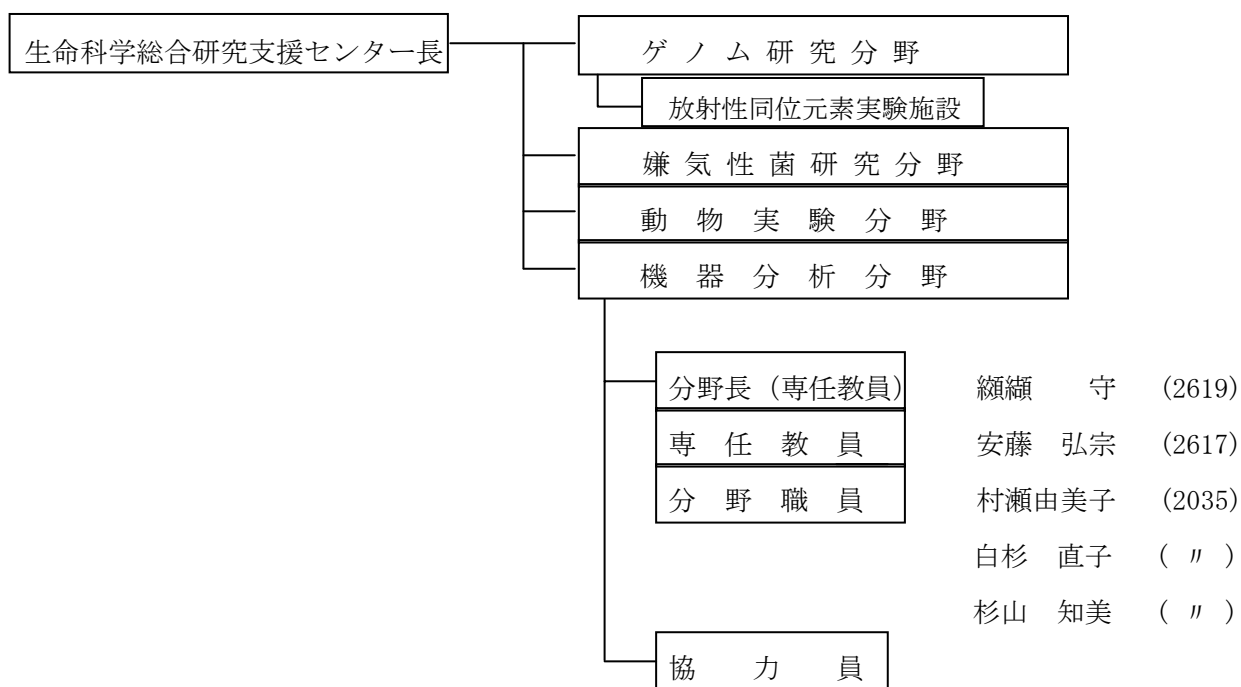 生命科学総合研究支援センター長
ゲノム研究分野
放射性同位元素実験施設
嫌気性菌研究分野
動物実験分野
機器分析分野
分野長（専任教員） 纐纈 守 (2619)
専任教員 安藤 弘宗 (2617)
分野職員 村瀬由美子 (2035)
白杉 直子 ( 〃 )
杉山 知美 ( 〃 )
協力員